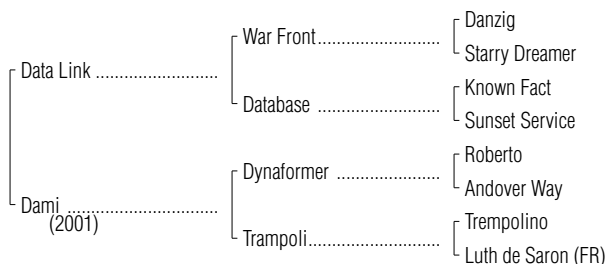 Danzig
War Front
Starry Dreamer
Data Link
Known Fact
Database
Sunset Service
Roberto
Dynaformer
Andover Way
Dami
(2001)
Trempolino
Trampoli
Luth de Saron (FR)